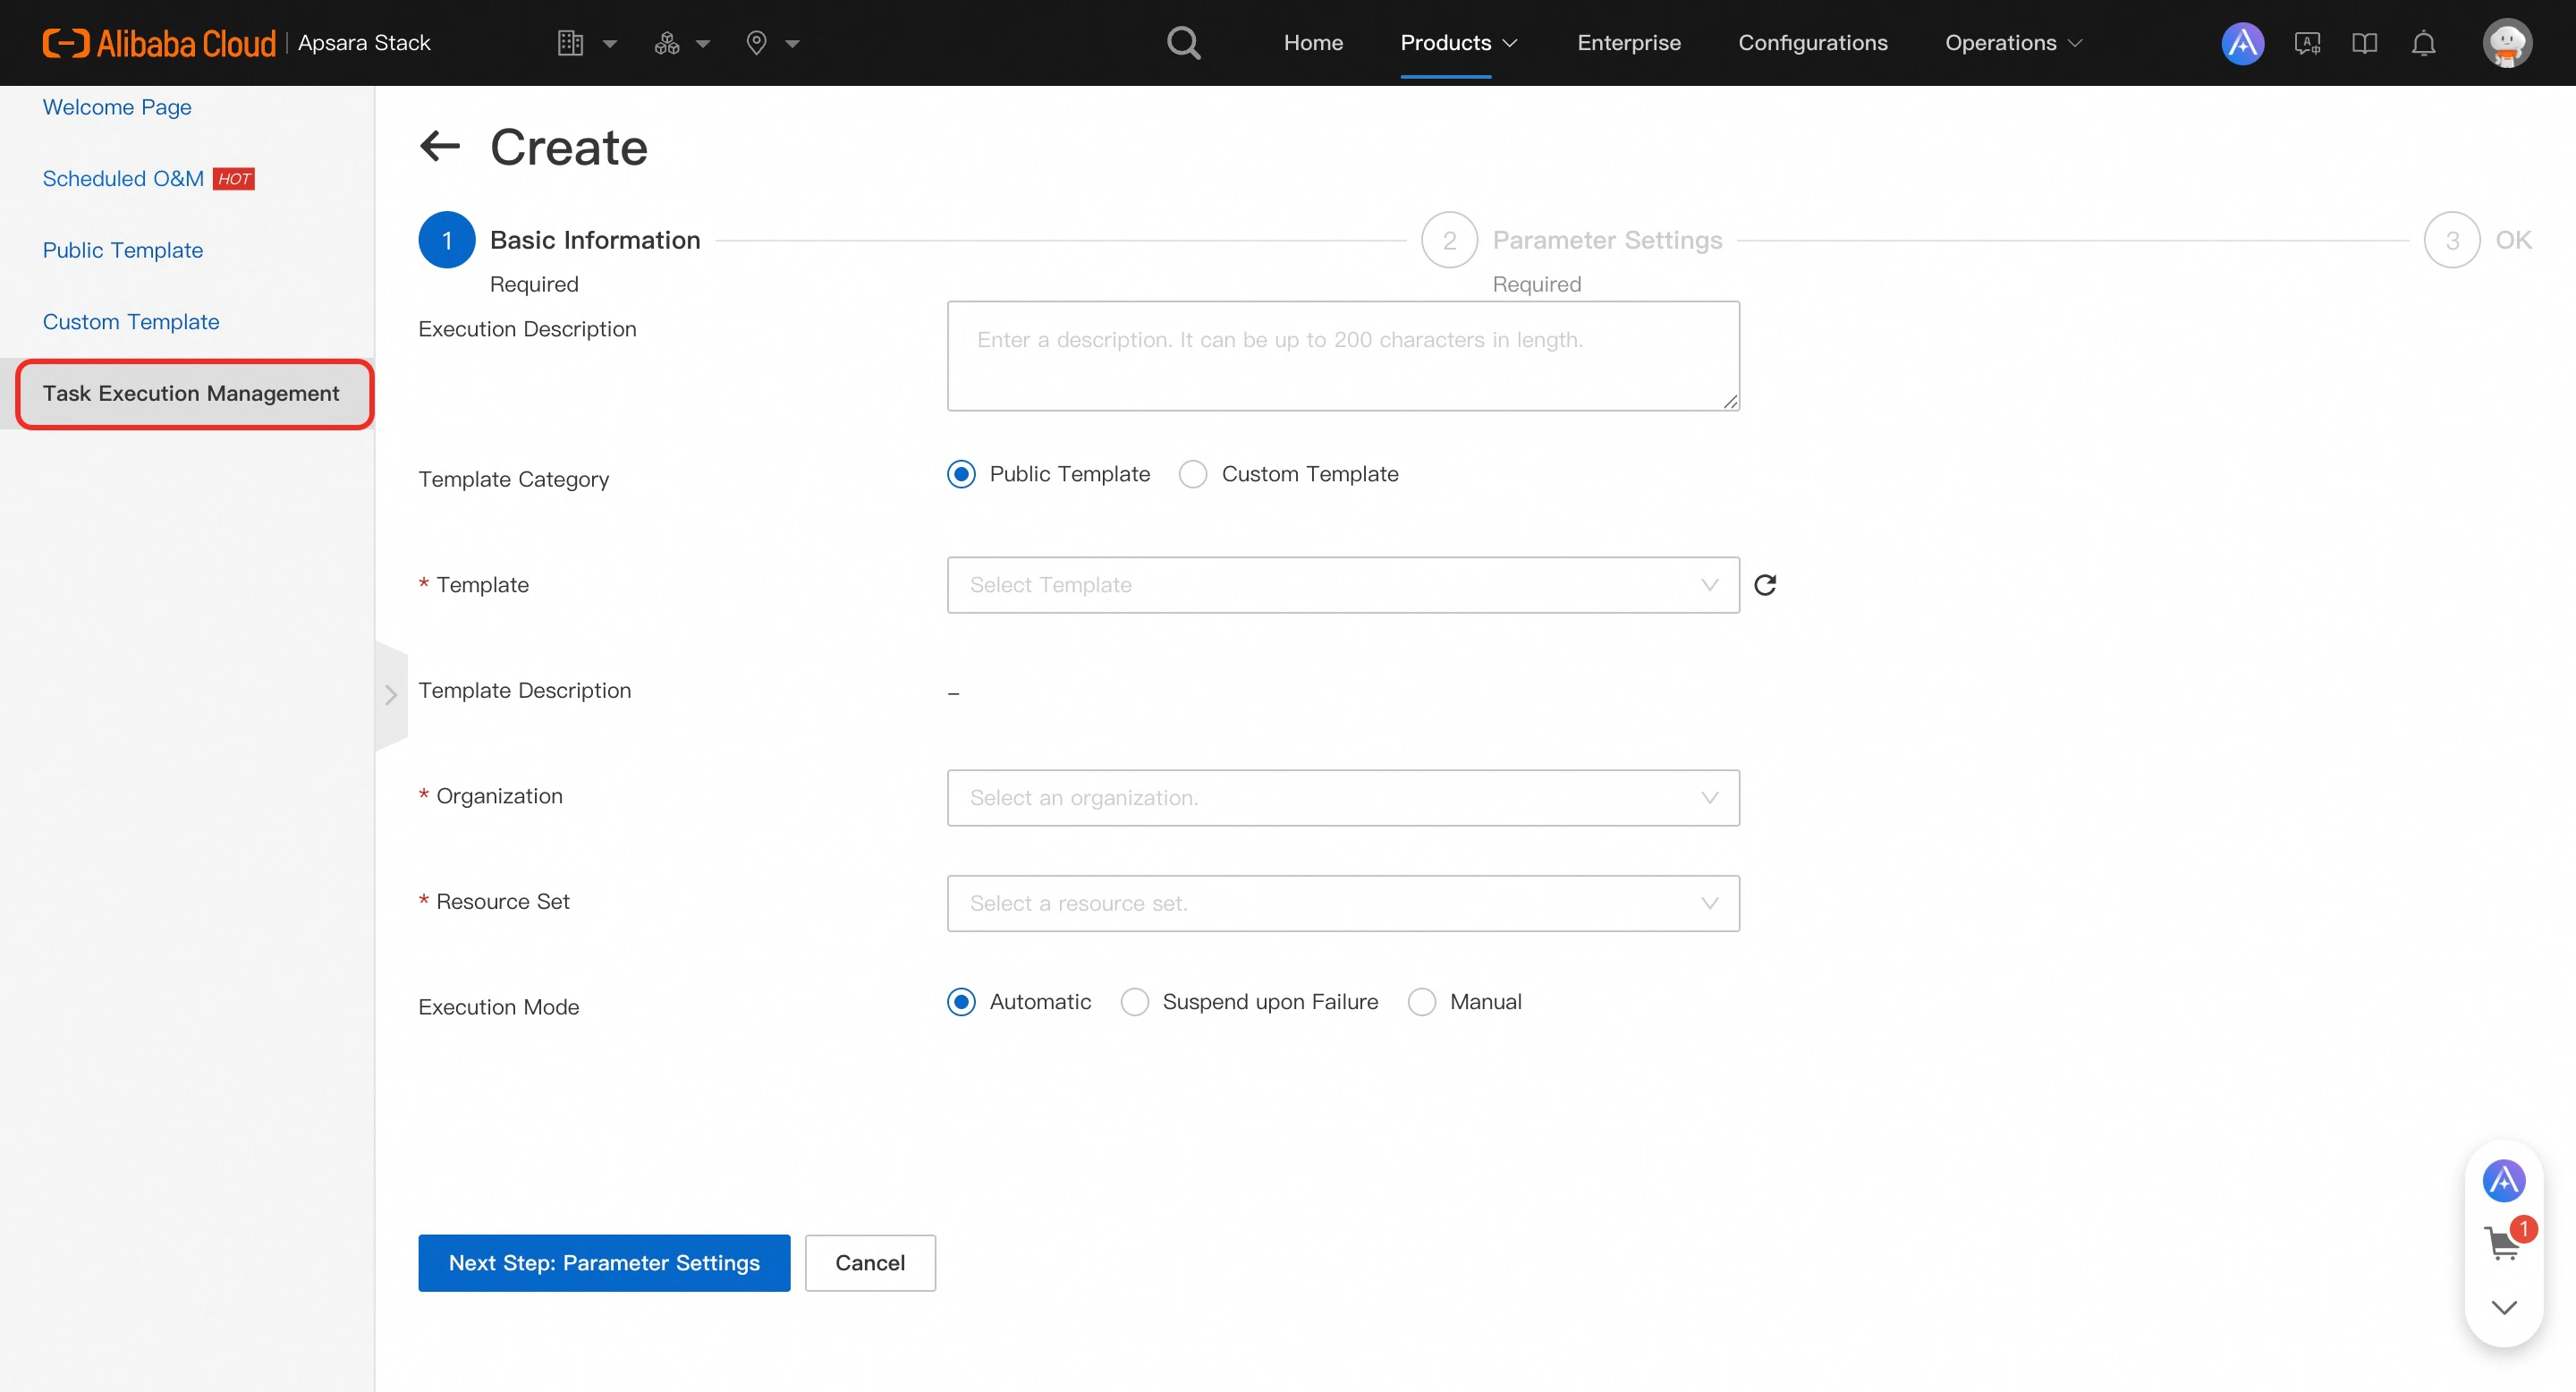 Alibaba Cloud | Apsara Stack
Home
Products
Enterprise
Configurations
Operations
Welcome Page
Scheduled O&M HOT
Public Template
Custom Template
Task Execution Management
Create
1 Basic Information
Required
2 Parameter Settings
Required
3 OK
Execution Description
Enter a description. It can be up to 200 characters in length.
Template Category
Public Template
Custom Template
* Template
Select Template
Template Description
–
* Organization
Select an organization.
* Resource Set
Select a resource set.
Execution Mode
Automatic
Suspend upon Failure
Manual
Next Step: Parameter Settings
Cancel
1